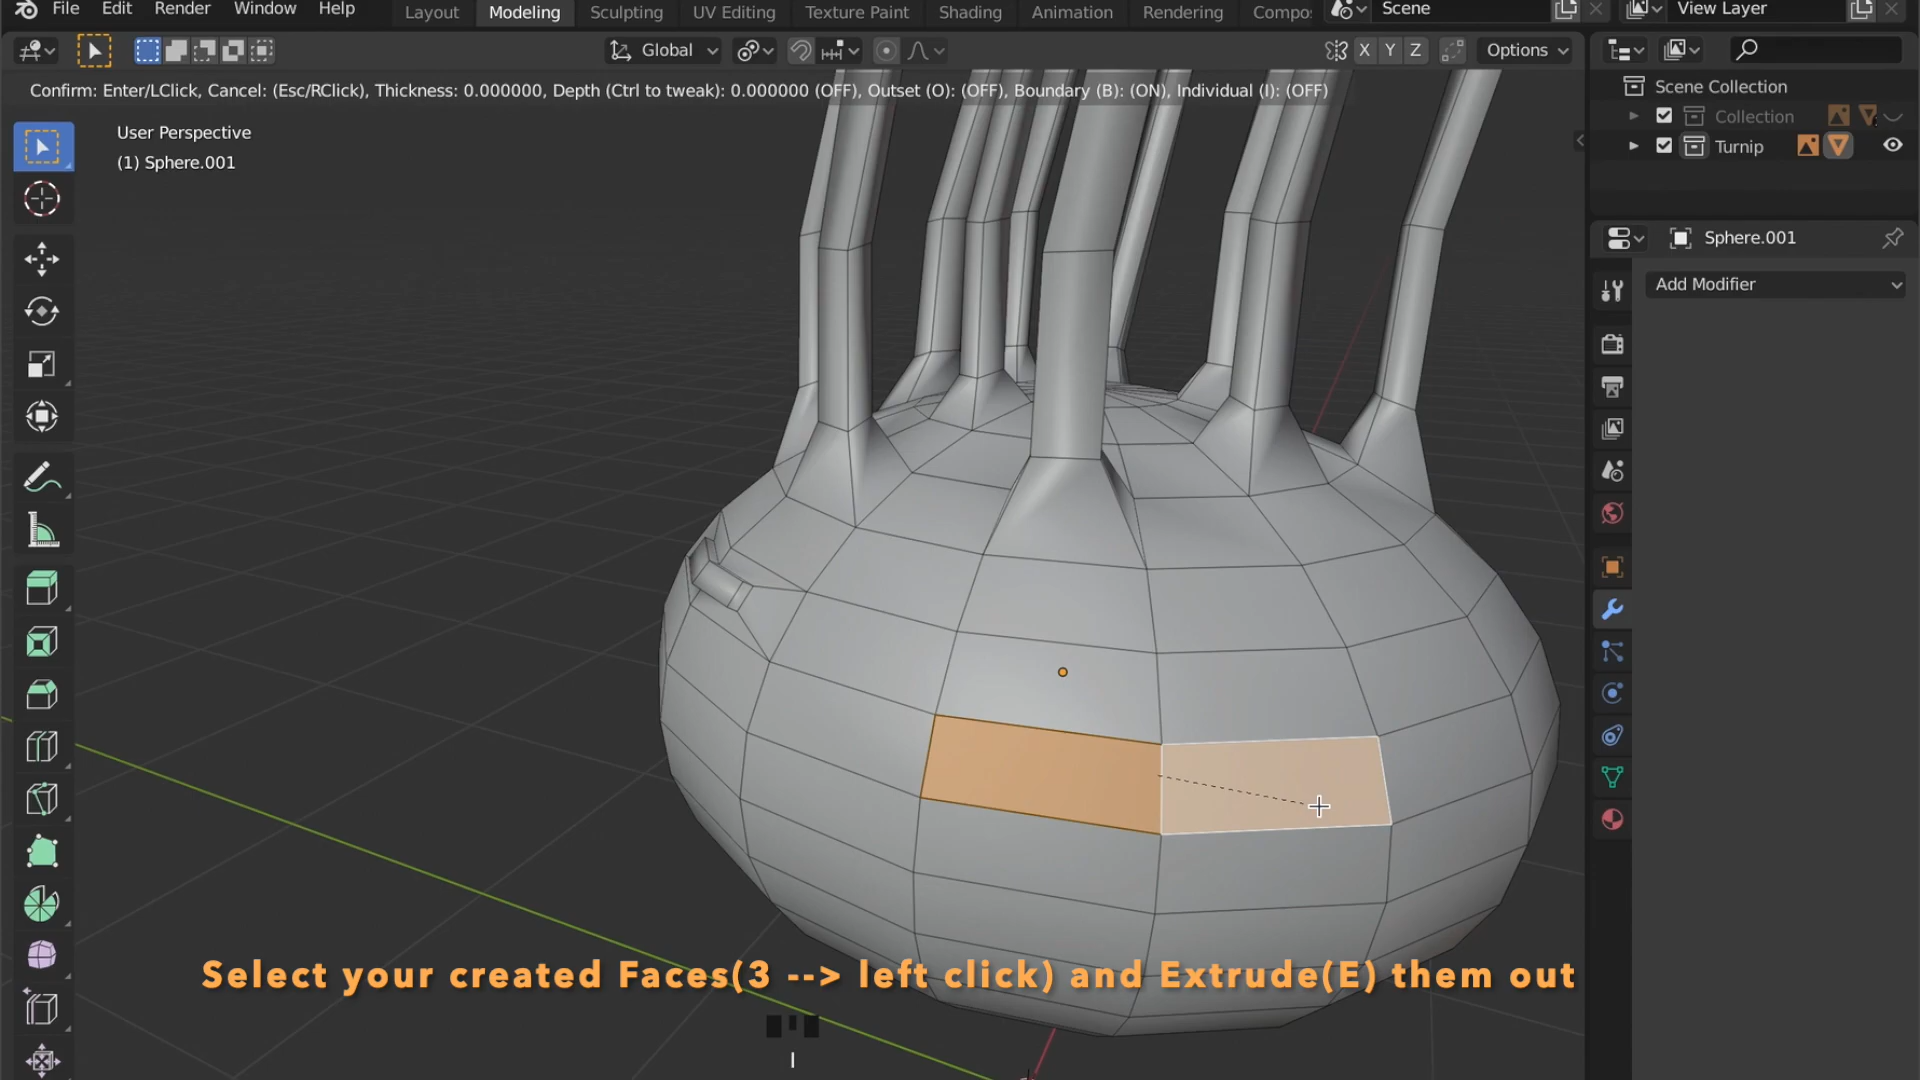 File Edit Render Window Help Layout Modeling Sculpting UV Editing Texture Paint Shading Animation Rendering Compo Scene View Layer
Global X Y Z Options
Confirm: Enter/LClick, Cancel: (Esc/RClick), Thickness: 0.000000, Depth (Ctrl to tweak): 0.000000 (OFF), Outset (O): (OFF), Boundary (B): (ON), Individual (I): (OFF)
Scene Collection
Collection
User Perspective
Turnip
(1) Sphere.001
Sphere.001
Add Modifier
Select your created Faces(3 --> left click) and Extrude(E) them out
I